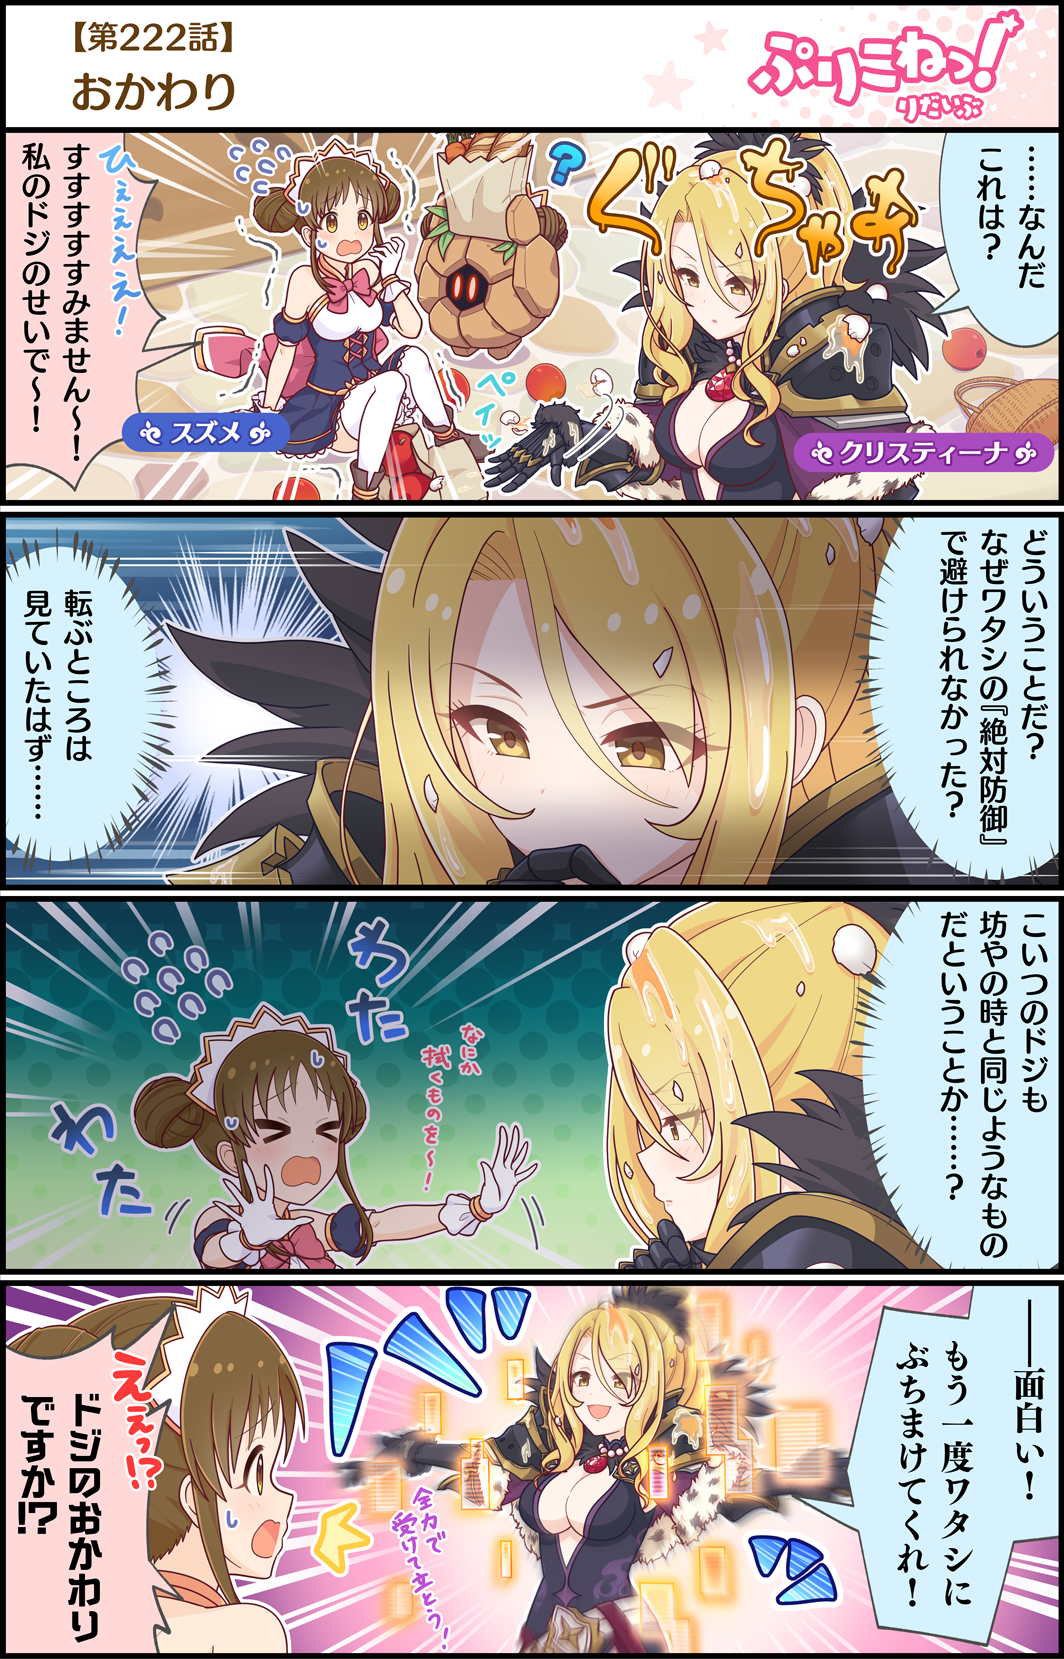 【第222話】
おかわり
ぷりこねっ!
りだいぶ
……なんだ
これは?
ぐちゃあ
?
ペイッ
ひぇぇぇぇ!
すすすすすみません～!
私のドジのせいで～!
スズメ
クリスティーナ
どういうことだ?
なぜワタシの『絶対防御』
で避けられなかった?
転ぶところは
見ていたはず……
こいつのドジも
坊やの時と同じようなもの
だということか……?
わた
わた
なにか
拭くものを～!
――面白い!
もう一度ワタシに
ぶちまけてくれ!
全力で
受けて立とう!
えぇっ!?
ドジのおかわり
ですか!?